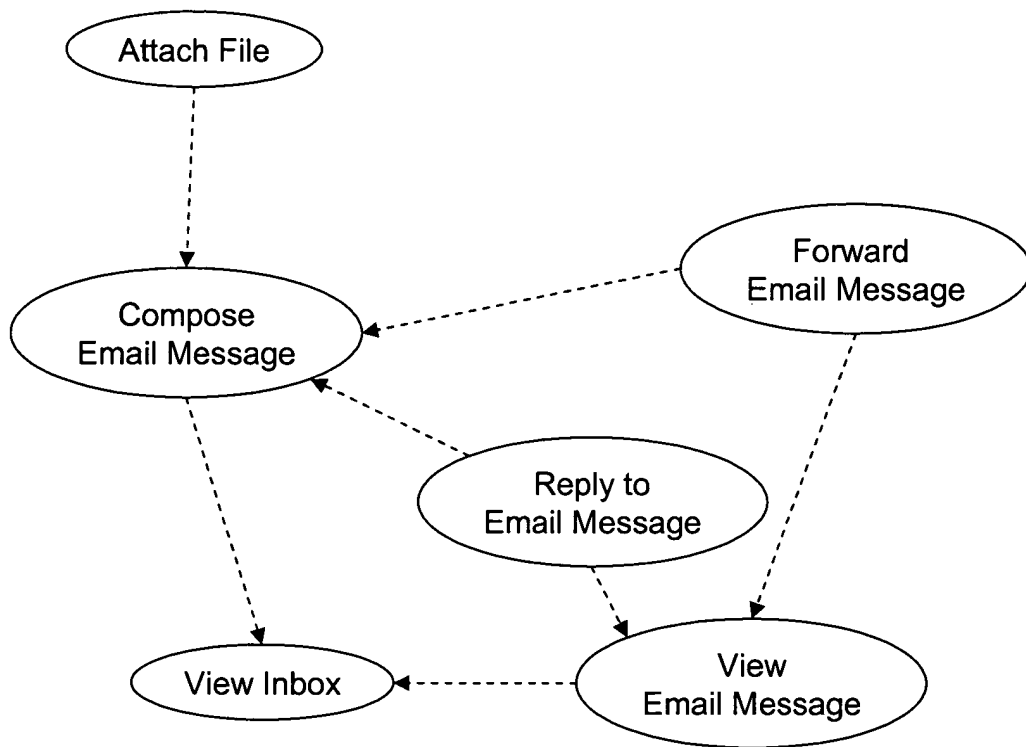 Attach File
Forward
Email Message
Compose
Email Message
Reply to
Email Message
View Inbox
View
Email Message